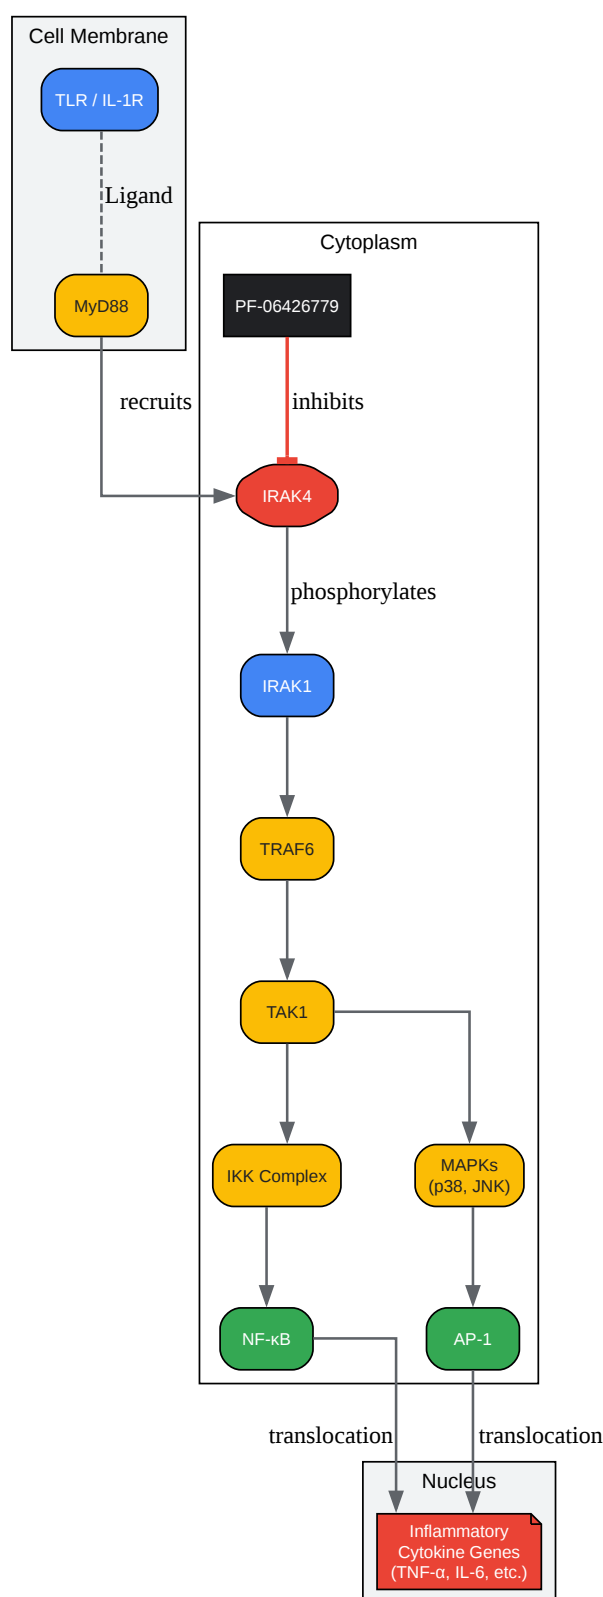 Cell Membrane
TLR / IL-1R
Ligand
MyD88
recruits
Cytoplasm
PF-06426779
inhibits
IRAK4
phosphorylates
IRAK1
TRAF6
TAK1
IKK Complex
MAPKs
(p38, JNK)
NF-κB
AP-1
translocation
translocation
Nucleus
Inflammatory
Cytokine Genes
(TNF-α, IL-6, etc.)